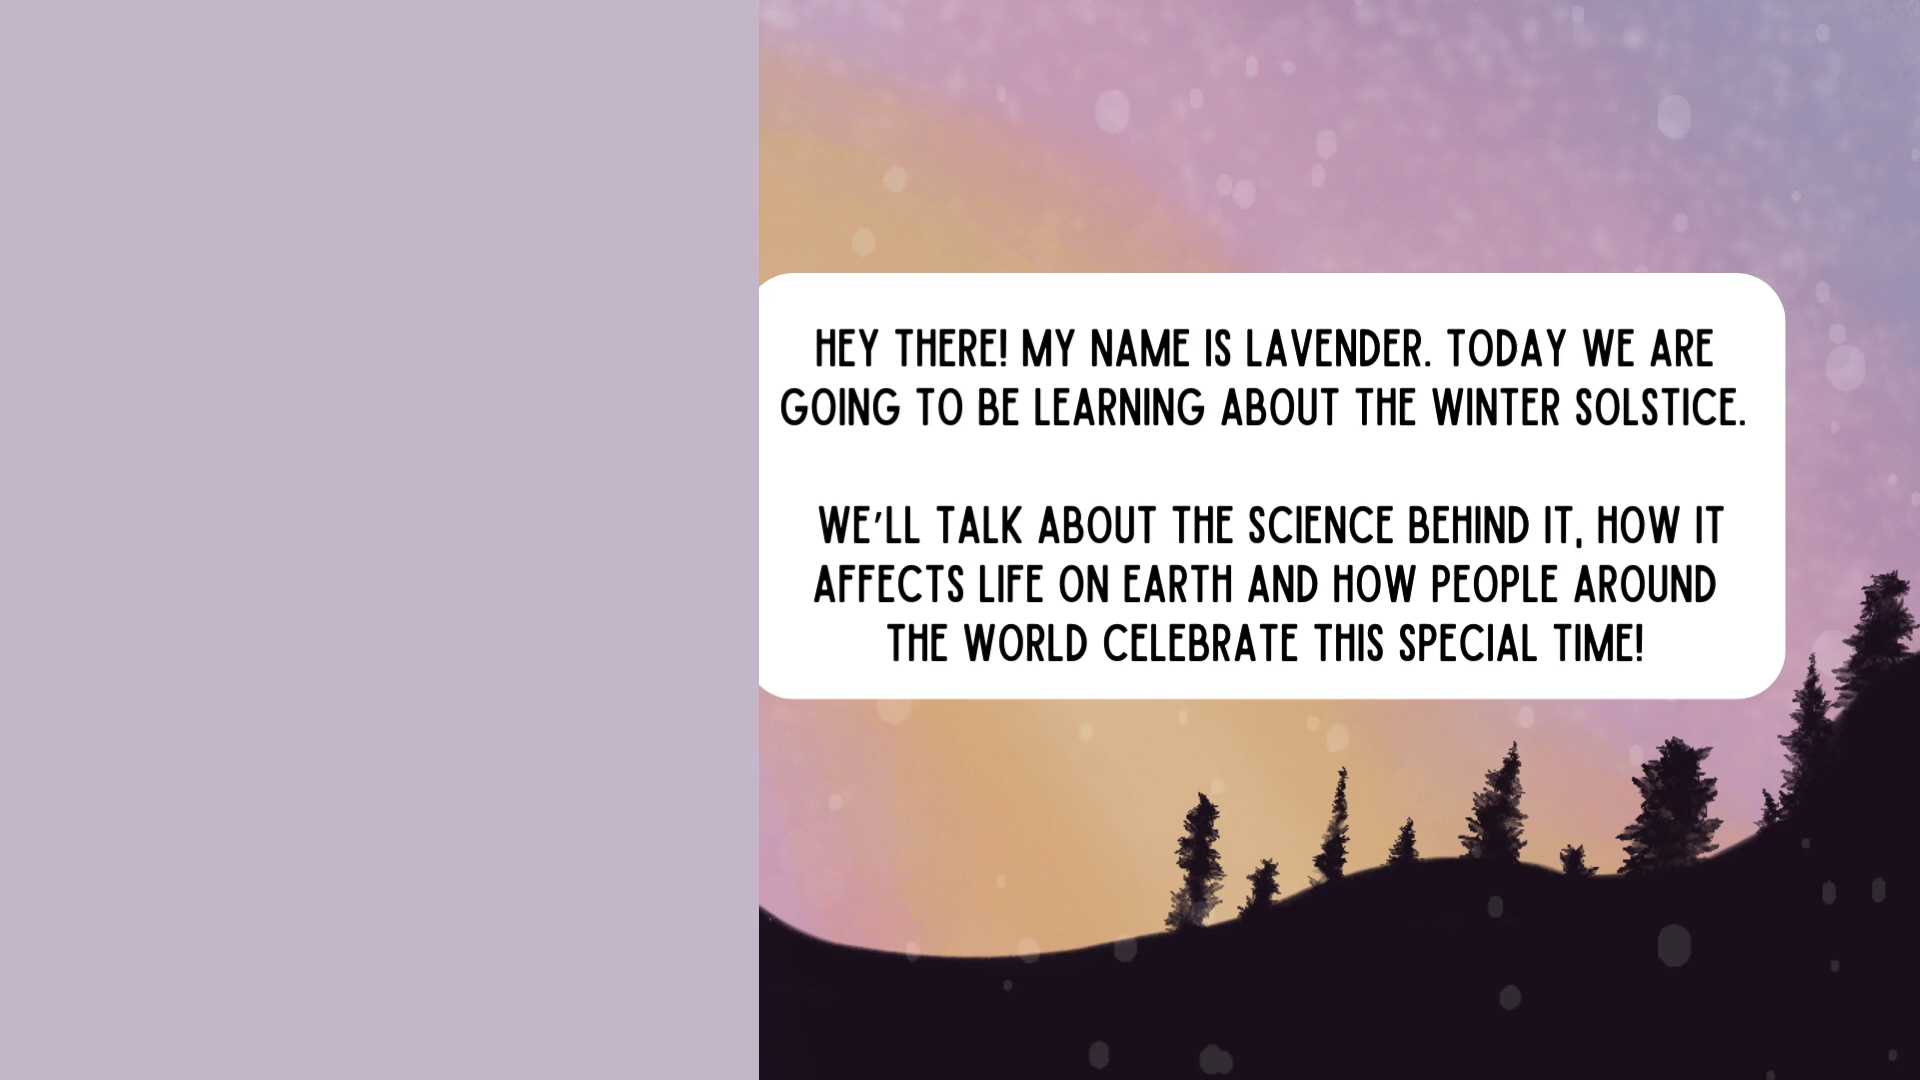 HEY THERE! MY NAME IS LAVENDER. TODAY WE ARE
GOING TO BE LEARNING ABOUT THE WINTER SOLSTICE.
WE'LL TALK ABOUT THE SCIENCE BEHIND IT, HOW IT
AFFECTS LIFE ON EARTH AND HOW PEOPLE AROUND
THE WORLD CELEBRATE THIS SPECIAL TIME!